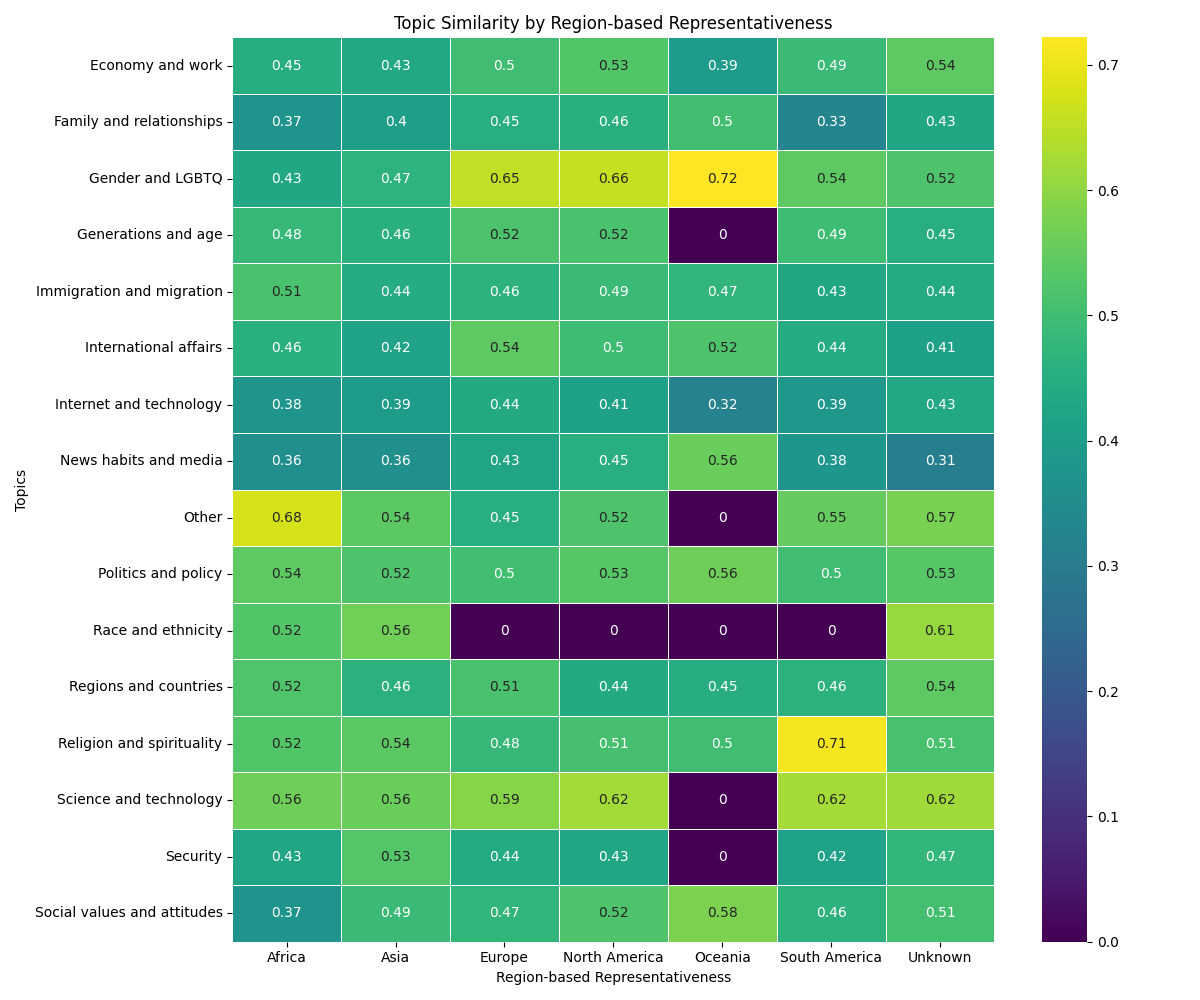 Topic Similarity by Region-based Representativeness
Economy and work 0.45 0.43 0.5 0.53 0.39 0.49 0.54
Family and relationships 0.37 0.4 0.45 0.46 0.5 0.33 0.43
Gender and LGBTQ 0.43 0.47 0.65 0.66 0.72 0.54 0.52
Generations and age 0.48 0.46 0.52 0.52 0 0.49 0.45
Immigration and migration 0.51 0.44 0.46 0.49 0.47 0.43 0.44
International affairs 0.46 0.42 0.54 0.5 0.52 0.44 0.41
Internet and technology 0.38 0.39 0.44 0.41 0.32 0.39 0.43
News habits and media 0.36 0.36 0.43 0.45 0.56 0.38 0.31
Other 0.68 0.54 0.45 0.52 0 0.55 0.57
Politics and policy 0.54 0.52 0.5 0.53 0.56 0.5 0.53
Race and ethnicity 0.52 0.56 0 0 0 0 0.61
Regions and countries 0.52 0.46 0.51 0.44 0.45 0.46 0.54
Religion and spirituality 0.52 0.54 0.48 0.51 0.5 0.71 0.51
Science and technology 0.56 0.56 0.59 0.62 0 0.62 0.62
Security 0.43 0.53 0.44 0.43 0 0.42 0.47
Social values and attitudes 0.37 0.49 0.47 0.52 0.58 0.46 0.51
Africa Asia Europe North America Oceania South America Unknown
Region-based Representativeness
Topics
0.7
0.6
0.5
0.4
0.3
0.2
0.1
0.0